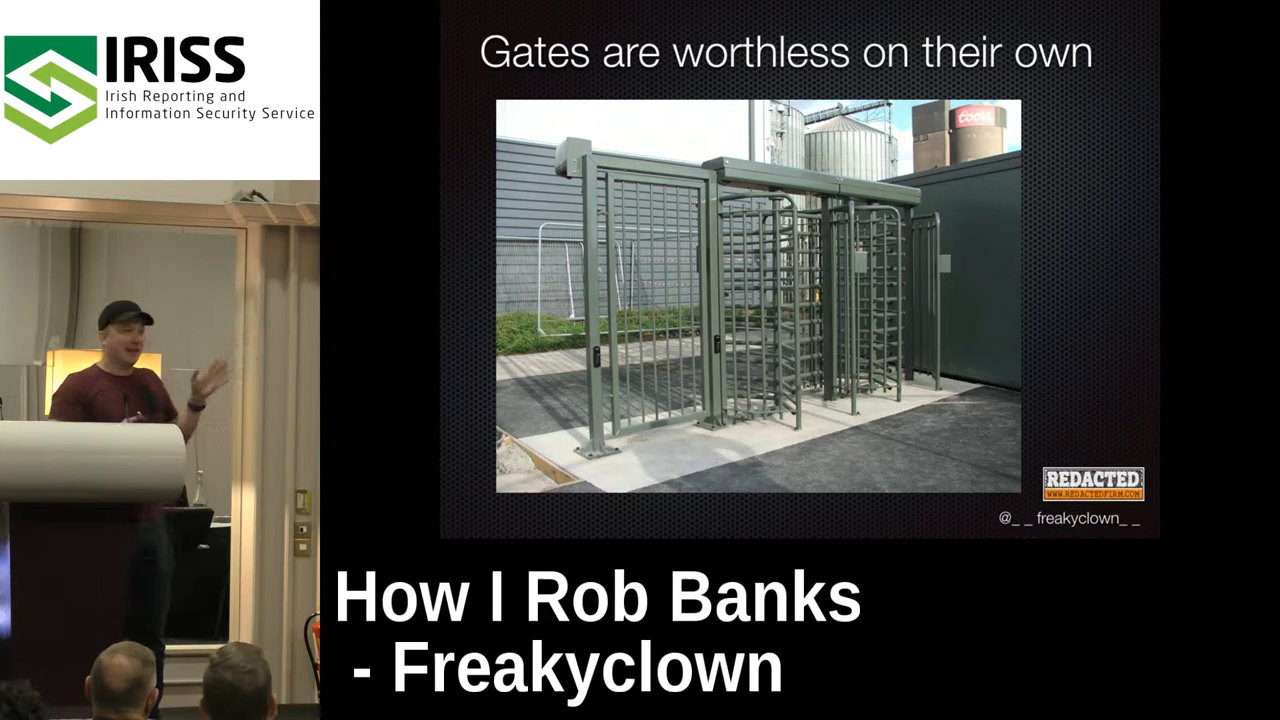 IRISS
Irish Reporting and
Information Security Service
Gates are worthless on their own
Coors
REDACTED
WWW.REDACTEDFIRM.COM
@_ _ freakyclown_ _
How I Rob Banks
- Freakyclown